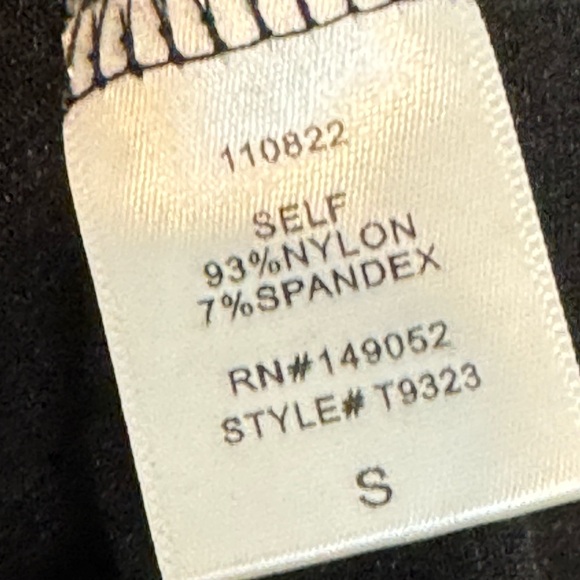 110822
SELF
93%NYLON
7%SPANDEX
RN#149052
STYLE# T9323
S